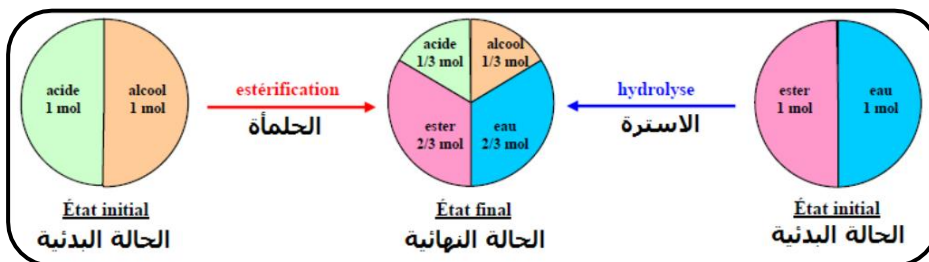 acide
1 mol
alcool
1 mol
estérification
الحلمأة
acide
1/3 mol
alcool
1/3 mol
ester
2/3 mol
eau
2/3 mol
hydrolyse
الاسترة
ester
1 mol
eau
1 mol
État initial
الحالة البدئية
État final
الحالة النهائية
État initial
الحالة البدئية